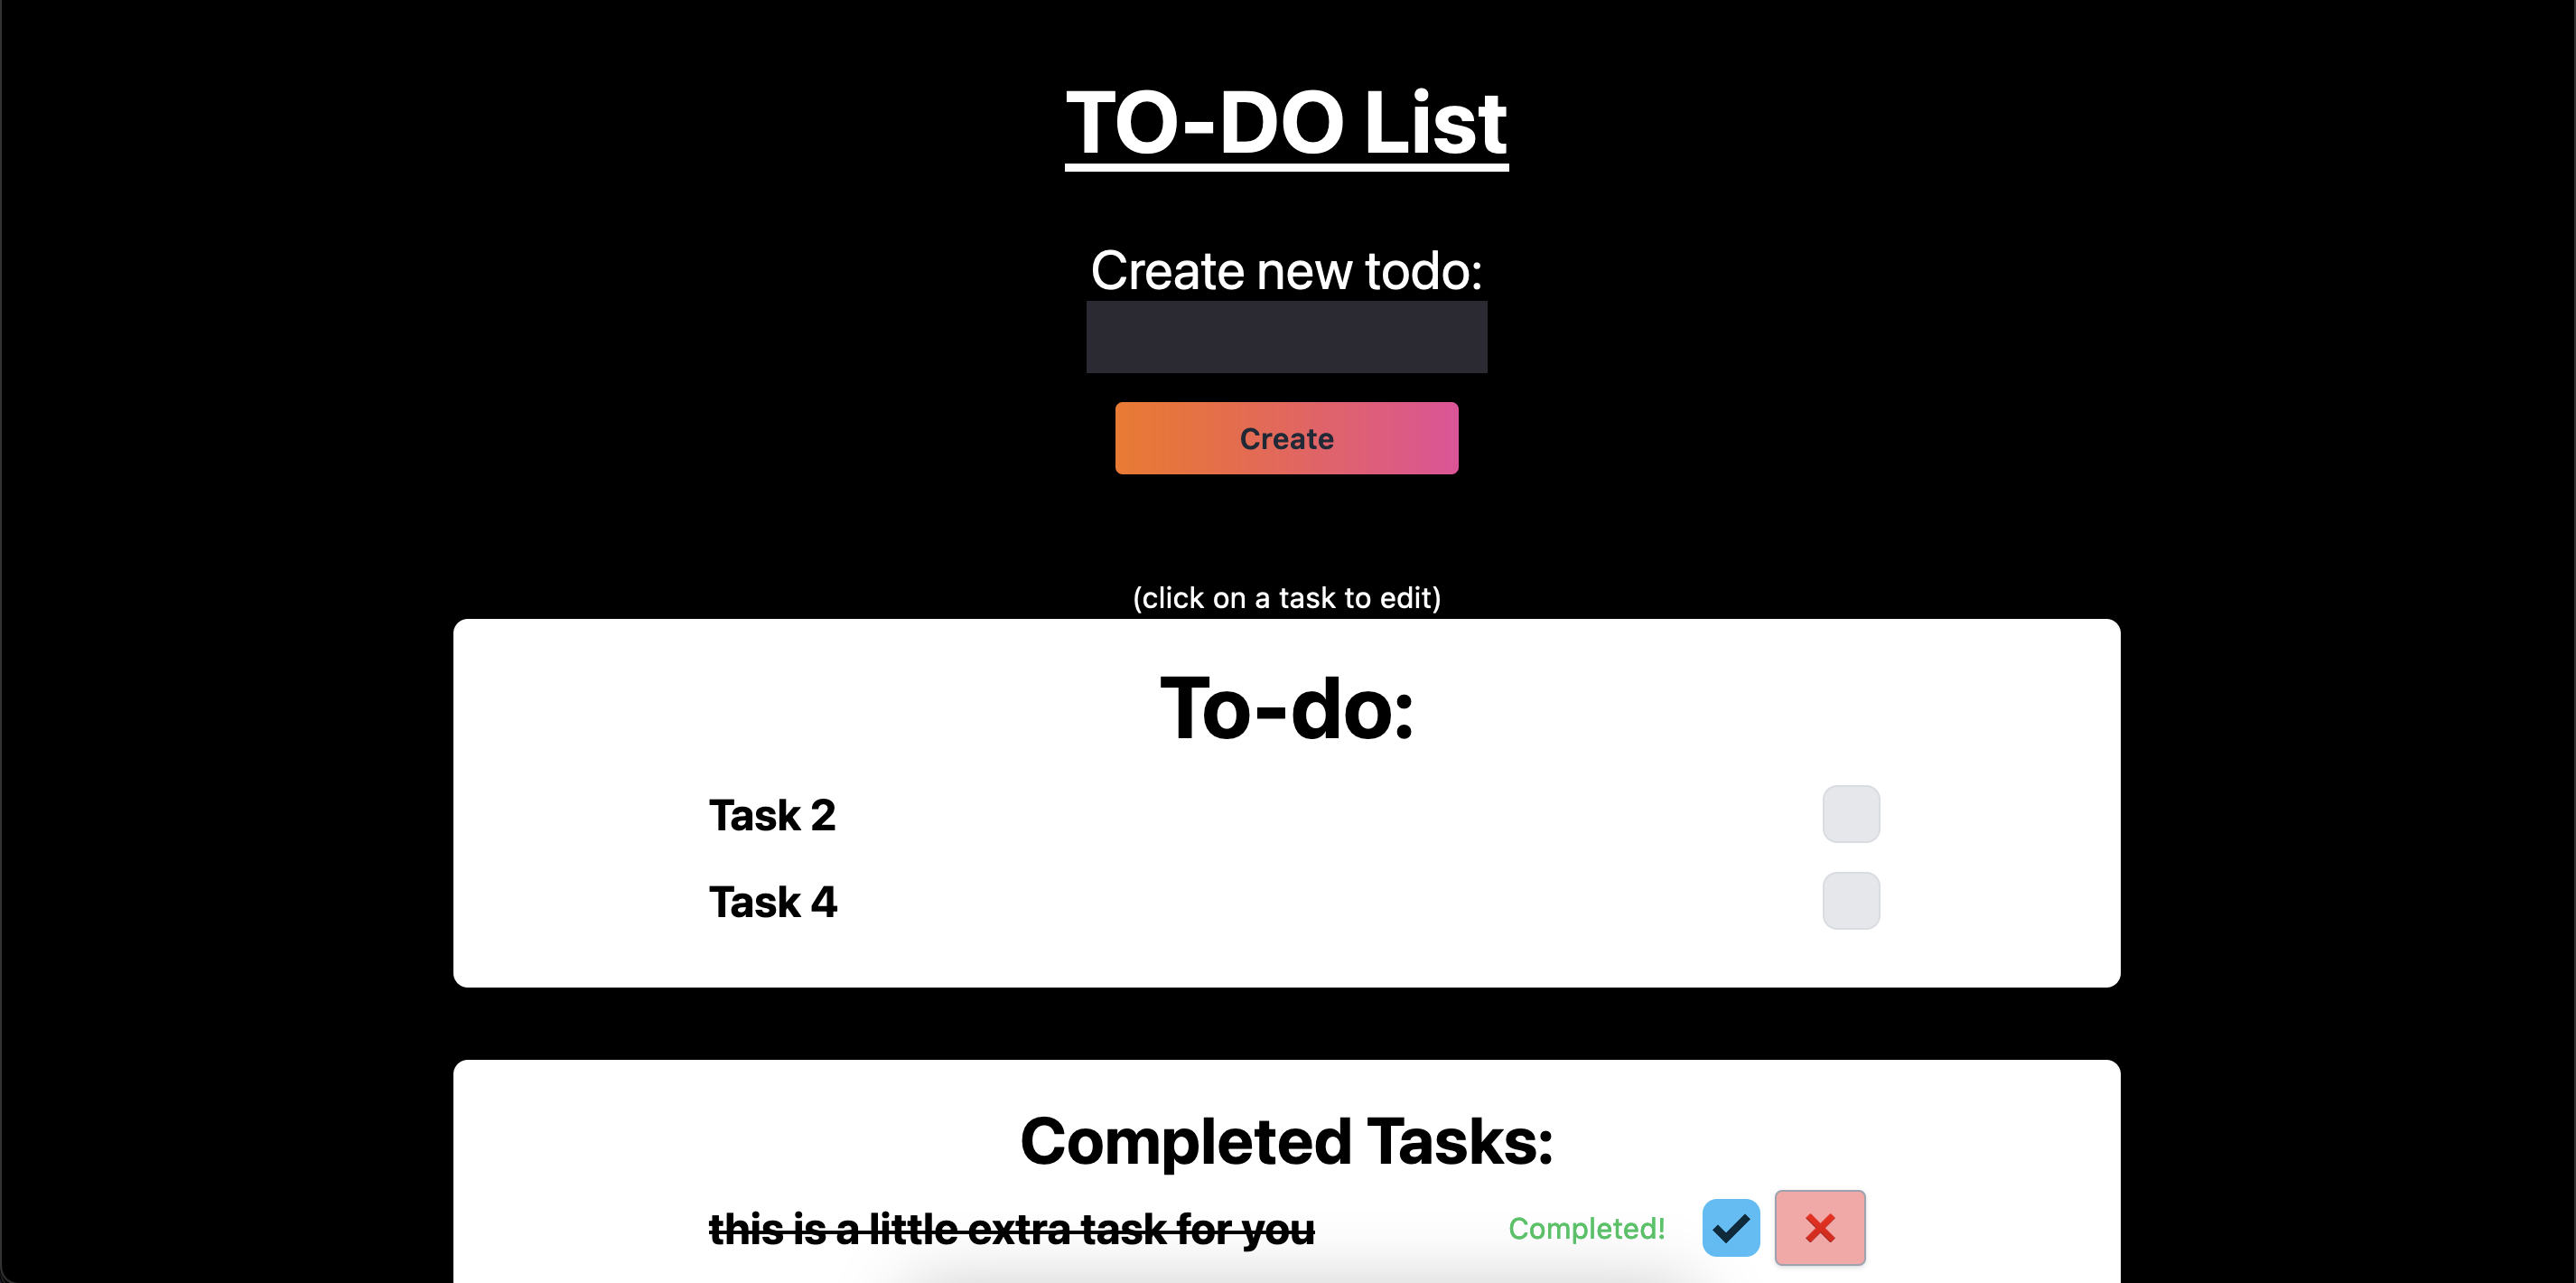 TO-DO List
Create new todo:
Create
(click on a task to edit)
To-do:
Task 2
Task 4
Completed Tasks:
this is a little extra task for you Completed!